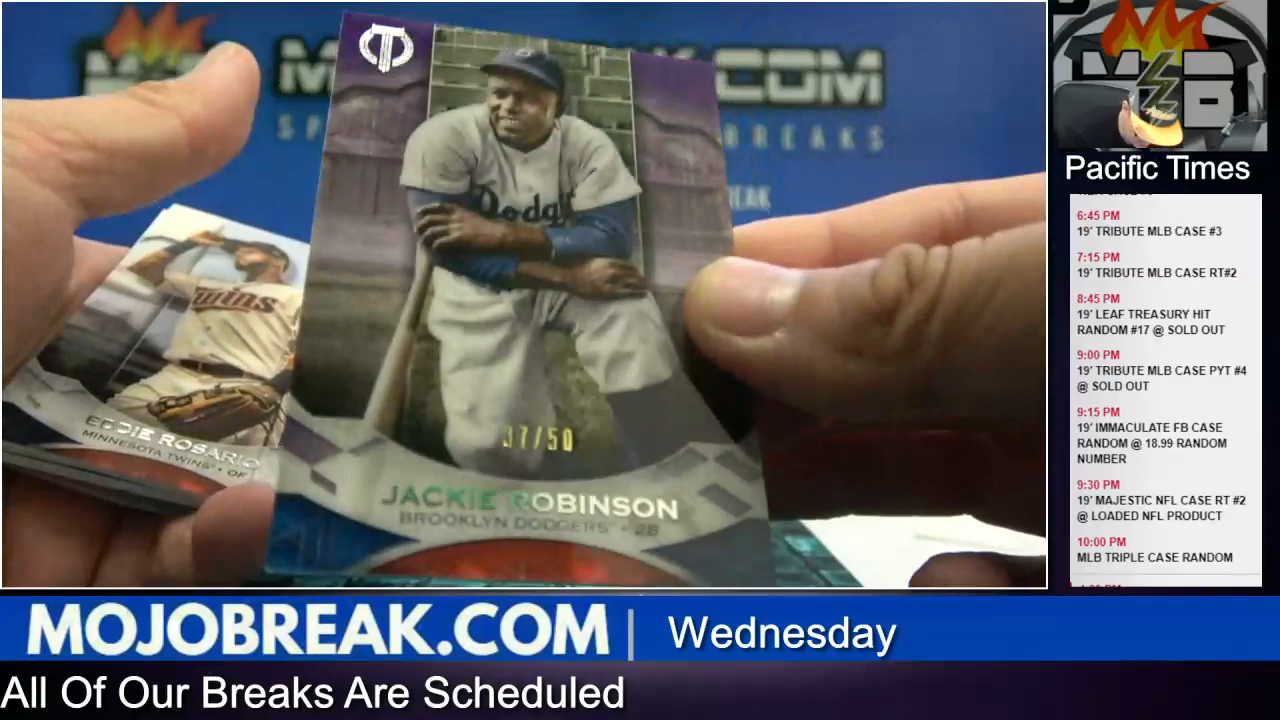 MOJOBREAK.COM
BREAKS
BREAK
Dodgers
37/50
JACKIE ROBINSON
BROOKLYN DODGERS • 2B
Twins
EDDIE ROSARIO
MINNESOTA TWINS • OF
MB
Pacific Times
6:45 PM
19' TRIBUTE MLB CASE #3
7:15 PM
19' TRIBUTE MLB CASE RT#2
8:45 PM
19' LEAF TREASURY HIT
RANDOM #17 @ SOLD OUT
9:00 PM
19' TRIBUTE MLB CASE PYT #4
@ SOLD OUT
9:15 PM
19' IMMACULATE FB CASE
RANDOM @ 18.99 RANDOM
NUMBER
9:30 PM
19' MAJESTIC NFL CASE RT #2
@ LOADED NFL PRODUCT
10:00 PM
MLB TRIPLE CASE RANDOM
MOJOBREAK.COM | Wednesday
All Of Our Breaks Are Scheduled